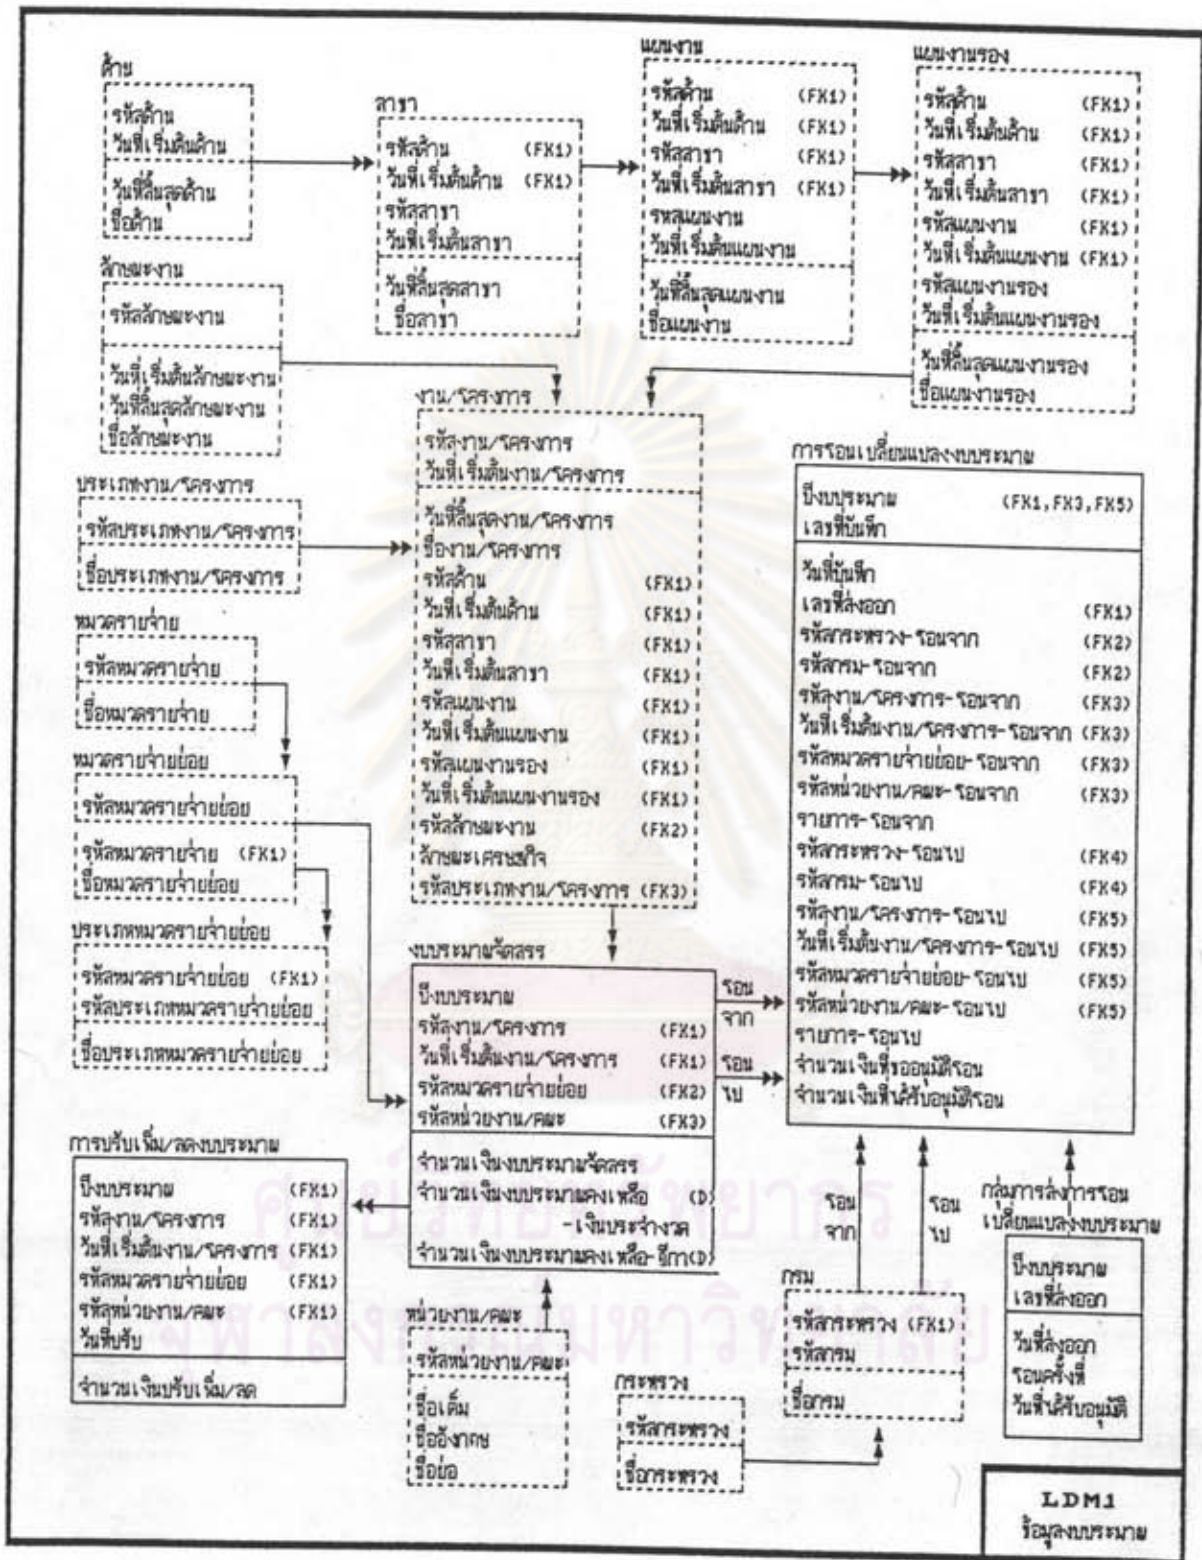 ด้าน
รหัสด้าน
วันที่เริ่มต้นด้าน
วันที่สิ้นสุดด้าน
ชื่อด้าน
สาขา
รหัสด้าน (FK1)
วันที่เริ่มต้นด้าน (FK1)
รหัสสาขา
วันที่เริ่มต้นสาขา
วันที่สิ้นสุดสาขา
ชื่อสาขา
แผนงาน
รหัสด้าน (FK1)
วันที่เริ่มต้นด้าน (FK1)
รหัสสาขา (FK1)
วันที่เริ่มต้นสาขา (FK1)
รหสแผนงาน
วันที่เริ่มต้นแผนงาน
วันที่สิ้นสุดแผนงาน
ชื่อแผนงาน
แผนงานรอง
รหัสด้าน (FK1)
วันที่เริ่มต้นด้าน (FK1)
รหัสสาขา (FK1)
วันที่เริ่มต้นสาขา (FK1)
รหัสแผนงาน (FK1)
วันที่เริ่มต้นแผนงาน (FK1)
รหัสแผนงานรอง
วันที่เริ่มต้นแผนงานรอง
วันที่สิ้นสุดแผนงานรอง
ชื่อแผนงานรอง
ลักษณะงาน
รหัสลักษณะงาน
วันที่เริ่มต้นลักษณะงาน
วันที่สิ้นสุดลักษณะงาน
ชื่อลักษณะงาน
ประเภทงาน/โครงการ
รหัสประเภทงาน/โครงการ
ชื่อประเภทงาน/โครงการ
หมวดรายจ่าย
รหัสหมวดรายจ่าย
ชื่อหมวดรายจ่าย
หมวดรายจ่ายย่อย
รหัสหมวดรายจ่ายย่อย
รหัสหมวดรายจ่าย (FK1)
ชื่อหมวดรายจ่ายย่อย
ประเภทหมวดรายจ่ายย่อย
รหัสหมวดรายจ่ายย่อย (FK1)
รหัสประเภทหมวดรายจ่ายย่อย
ชื่อประเภทหมวดรายจ่ายย่อย
งาน/โครงการ
รหัสงาน/โครงการ
วันที่เริ่มต้นงาน/โครงการ
วันที่สิ้นสุดงาน/โครงการ
ชื่องาน/โครงการ
รหัสด้าน (FK1)
วันที่เริ่มต้นด้าน (FK1)
รหัสสาขา (FK1)
วันที่เริ่มต้นสาขา (FK1)
รหัสแผนงาน (FK1)
วันที่เริ่มต้นแผนงาน (FK1)
รหัสแผนงานรอง (FK1)
วันที่เริ่มต้นแผนงานรอง (FK1)
รหัสลักษณะงาน (FK2)
ลักษณะเศรษฐกิจ
รหัสประเภทงาน/โครงการ (FK3)
งบประมาณจัดสรร
ปีงบประมาณ
รหัสงาน/โครงการ (FK1)
วันที่เริ่มต้นงาน/โครงการ (FK1)
รหัสหมวดรายจ่ายย่อย (FK2)
รหัสหน่วยงาน/คณะ (FK3)
จำนวนเงินงบประมาณจัดสรร
จำนวนเงินงบประมาณคงเหลือ (D)
-เงินประจำงวด
จำนวนเงินงบประมาณคงเหลือ-ฎีกา(D)
โอน
จาก
โอน
ไป
การโอนเปลี่ยนแปลงงบประมาณ
ปีงบประมาณ (FK1,FK3,FK5)
เลขที่บันทึก
วันที่บันทึก
เลขที่ส่งออก (FK1)
รหัสกระทรวง-โอนจาก (FK2)
รหัสกรม-โอนจาก (FK2)
รหัสงาน/โครงการ-โอนจาก (FK3)
วันที่เริ่มต้นงาน/โครงการ-โอนจาก (FK3)
รหัสหมวดรายจ่ายย่อย-โอนจาก (FK3)
รหัสหน่วยงาน/คณะ-โอนจาก (FK3)
รายการ-โอนจาก
รหัสกระทรวง-โอนไป (FK4)
รหัสกรม-โอนไป (FK4)
รหัสงาน/โครงการ-โอนไป (FK5)
วันที่เริ่มต้นงาน/โครงการ-โอนไป (FK5)
รหัสหมวดรายจ่ายย่อย-โอนไป (FK5)
รหัสหน่วยงาน/คณะ-โอนไป (FK5)
รายการ-โอนไป
จำนวนเงินที่ขออนุมัติโอน
จำนวนเงินที่ได้รับอนุมัติโอน
การปรับเพิ่ม/ลดงบประมาณ
ปีงบประมาณ (FK1)
รหัสงาน/โครงการ (FK1)
วันที่เริ่มต้นงาน/โครงการ (FK1)
รหัสหมวดรายจ่ายย่อย (FK1)
รหัสหน่วยงาน/คณะ (FK1)
วันที่ปรับ
จำนวนเงินปรับเพิ่ม/ลด
หน่วยงาน/คณะ
รหัสหน่วยงาน/คณะ
ชื่อเต็ม
ชื่ออังกฤษ
ชื่อย่อ
กระทรวง
รหัสกระทรวง
ชื่อกระทรวง
โอน
จาก
โอน
ไป
กรม
รหัสกระทรวง (FK1)
รหัสกรม
ชื่อกรม
กลุ่มการส่งการโอน
เปลี่ยนแปลงงบประมาณ
ปีงบประมาณ
เลขที่ส่งออก
วันที่ส่งออก
โอนครั้งที่
วันที่ได้รับอนุมัติ
ศูนย์วิทยทรัพยากร
จุฬาลงกรณ์มหาวิทยาลัย
LDM1
ข้อมูลงบประมาณ